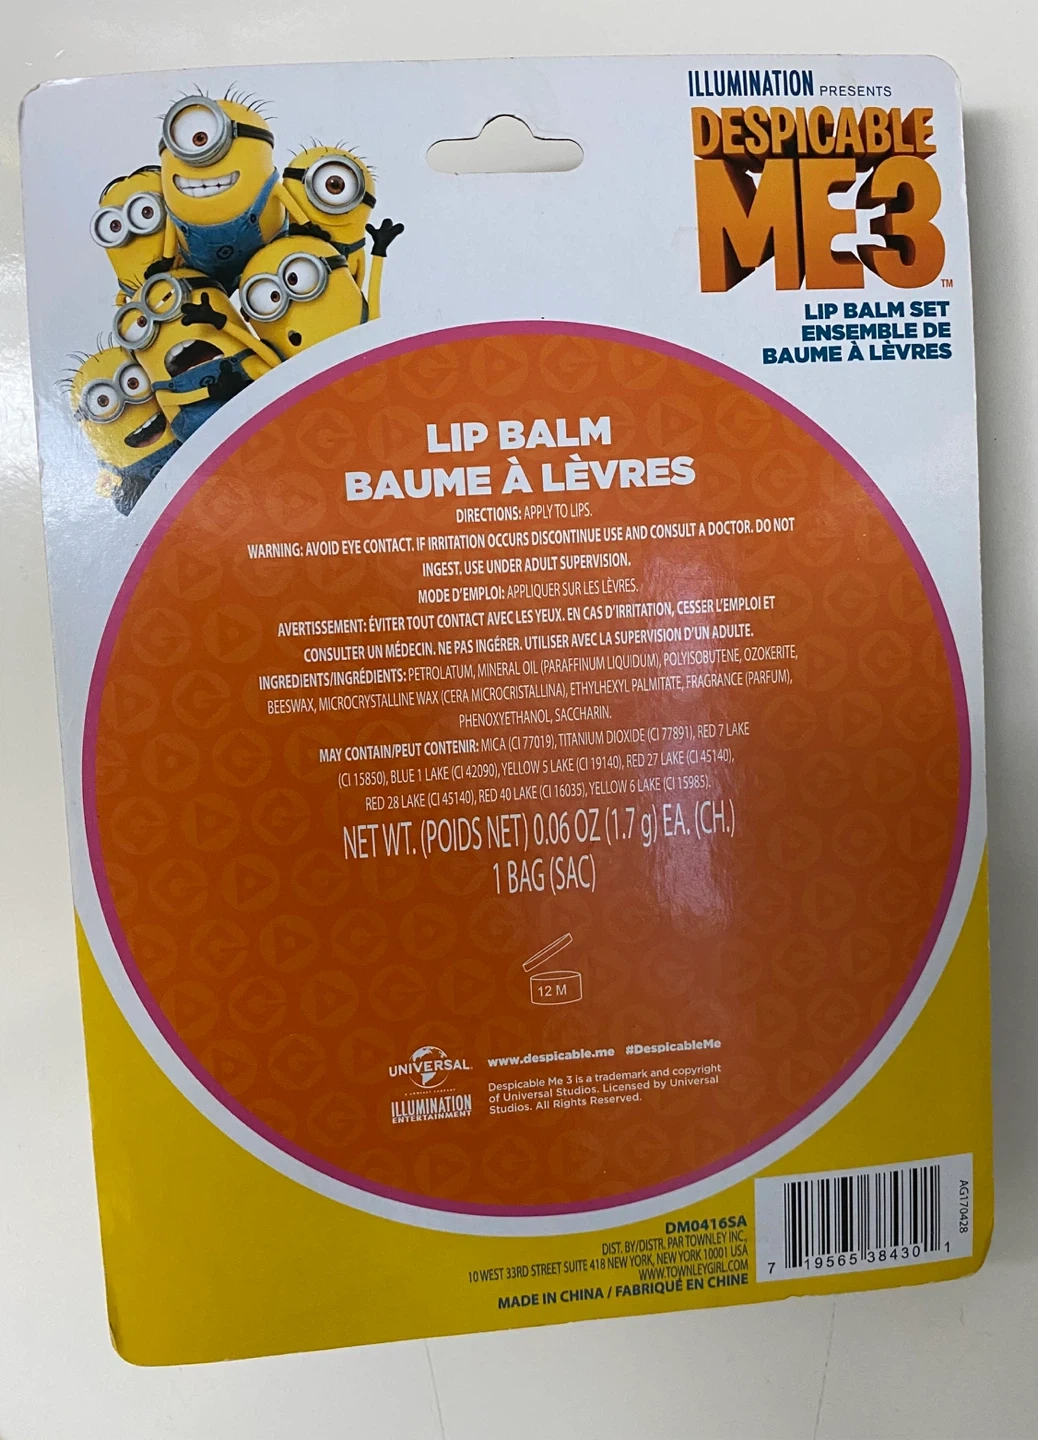 ILLUMINATION PRESENTS
DESPICABLE
ME3
™
LIP BALM SET
ENSEMBLE DE
BAUME À LÈVRES
LIP BALM
BAUME À LÈVRES
DIRECTIONS: APPLY TO LIPS.
WARNING: AVOID EYE CONTACT. IF IRRITATION OCCURS DISCONTINUE USE AND CONSULT A DOCTOR. DO NOT
INGEST. USE UNDER ADULT SUPERVISION.
MODE D'EMPLOI: APPLIQUER SUR LES LÈVRES.
AVERTISSEMENT: ÉVITER TOUT CONTACT AVEC LES YEUX. EN CAS D'IRRITATION, CESSER L'EMPLOI ET
CONSULTER UN MÉDECIN. NE PAS INGÉRER. UTILISER AVEC LA SUPERVISION D'UN ADULTE.
INGREDIENTS/INGRÉDIENTS: PETROLATUM, MINERAL OIL (PARAFFINUM LIQUIDUM), POLYISOBUTENE, OZOKERITE,
BEESWAX, MICROCRYSTALLINE WAX (CERA MICROCRISTALLINA), ETHYLHEXYL PALMITATE, FRAGRANCE (PARFUM),
PHENOXYETHANOL, SACCHARIN.
MAY CONTAIN/PEUT CONTENIR: MICA (CI 77019), TITANIUM DIOXIDE (CI 77891), RED 7 LAKE
(CI 15850), BLUE 1 LAKE (CI 42090), YELLOW 5 LAKE (CI 19140), RED 27 LAKE (CI 45140),
RED 28 LAKE (CI 45140), RED 40 LAKE (CI 16035), YELLOW 6 LAKE (CI 15985).
NET WT. (POIDS NET) 0.06 OZ (1.7 g) EA. (CH.)
1 BAG (SAC)
12 M
UNIVERSAL
A COMCAST COMPANY
ILLUMINATION
ENTERTAINMENT
www.despicable.me #DespicableMe
Despicable Me 3 is a trademark and copyright
of Universal Studios. Licensed by Universal
Studios. All Rights Reserved.
DM0416SA
DIST. BY/DISTR. PAR TOWNLEY INC.,
10 WEST 33RD STREET SUITE 418 NEW YORK, NEW YORK 10001 USA
WWW.TOWNLEYGIRL.COM
MADE IN CHINA / FABRIQUÉ EN CHINE
7 19565 38430 1
AG170428